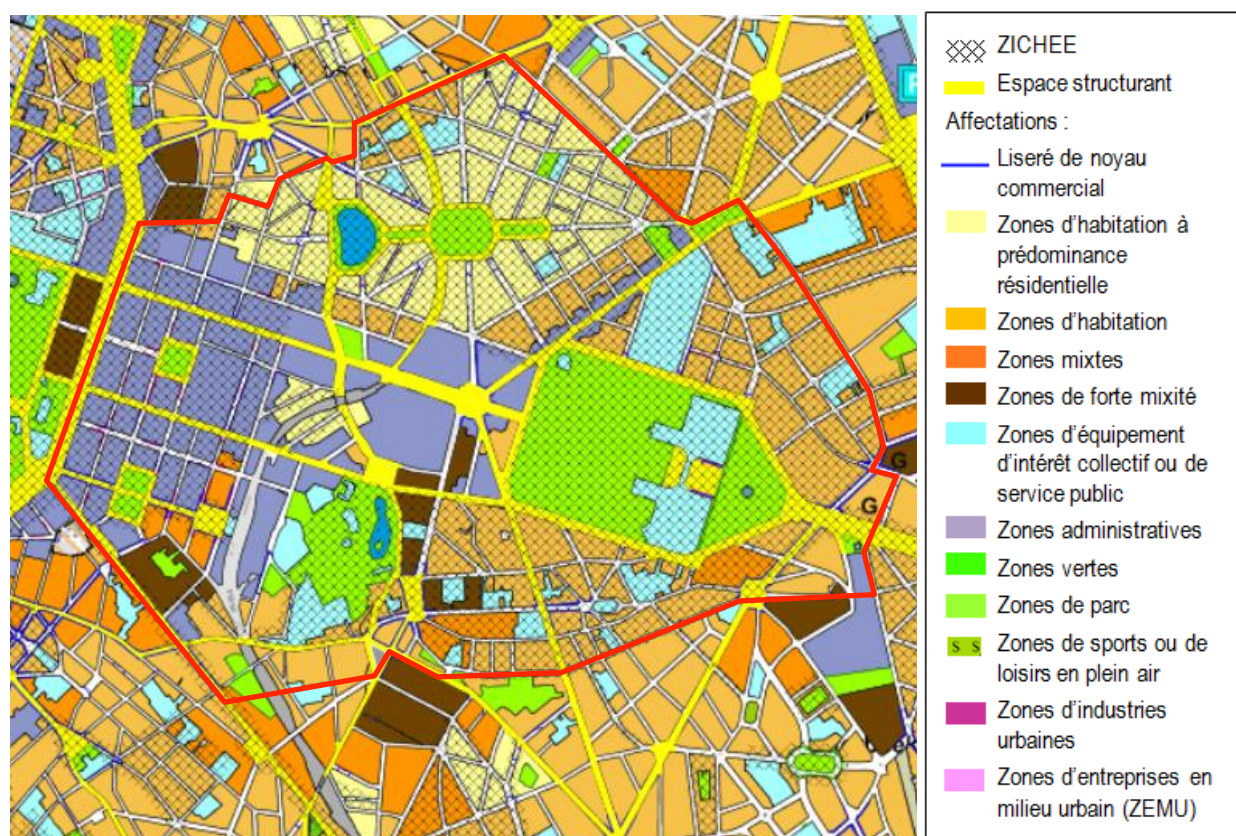 ZICHEE
Espace structurant
Affectations :
Liseré de noyau
commercial
Zones d'habitation à
prédominance
résidentielle
Zones d'habitation
Zones mixtes
Zones de forte mixité
Zones d'équipement
d'intérêt collectif ou de
service public
Zones administratives
Zones vertes
Zones de parc
S S
Zones de sports ou de
loisirs en plein air
Zones d'industries
urbaines
Zones d'entreprises en
milieu urbain (ZEMU)
G
G